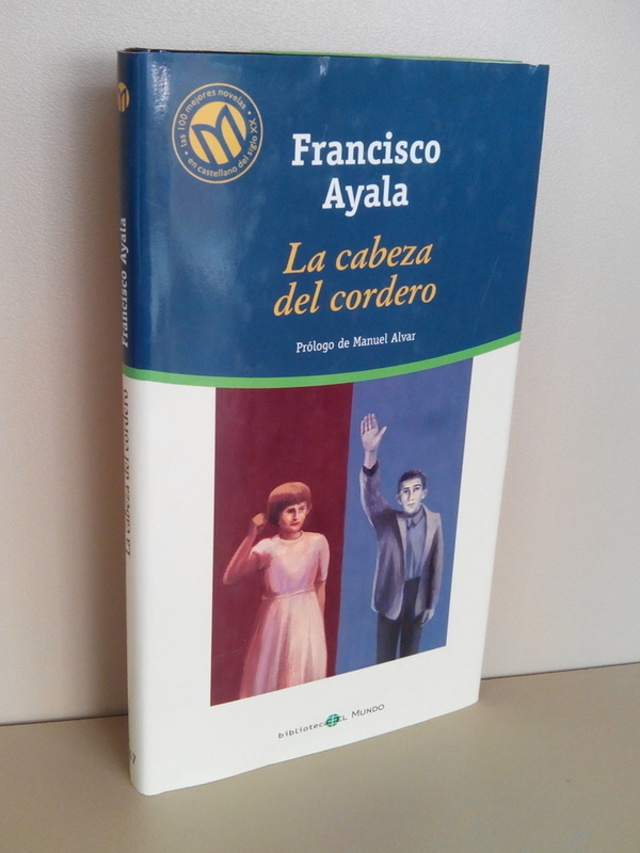 las 100 mejores novelas
en castellano del siglo XX
Francisco
Ayala
La cabeza
del cordero
Prólogo de Manuel Alvar
biblioteca EL MUNDO
Francisco Ayala
La cabeza del cordero